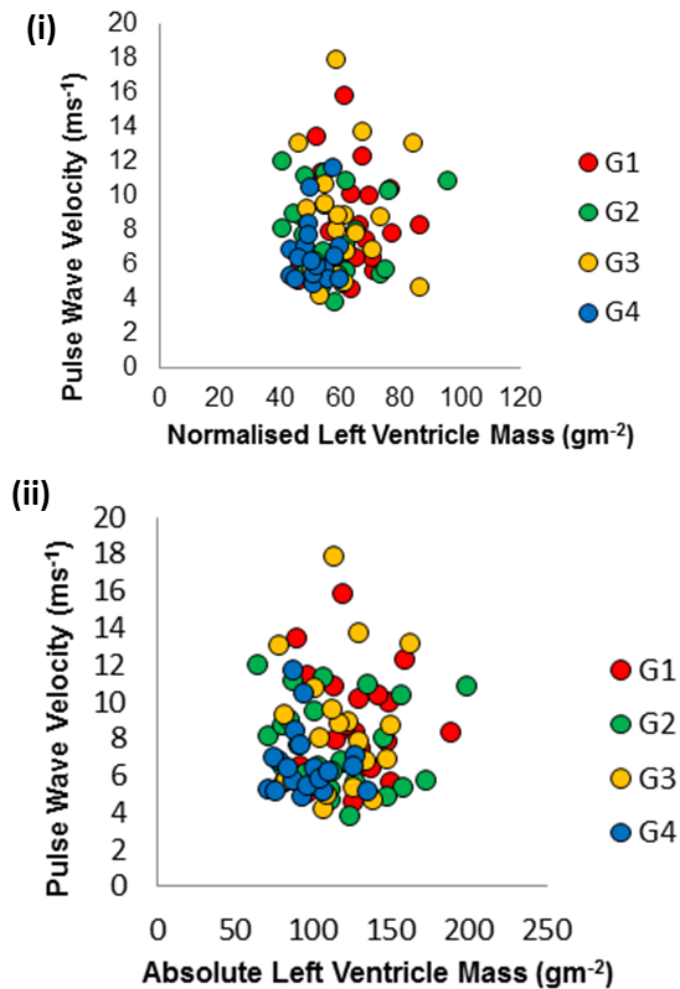 (i)
Pulse Wave Velocity (ms⁻¹)
20
18
16
14
12
10
8
6
4
2
0
0 20 40 60 80 100 120
Normalised Left Ventricle Mass (gm⁻²)
G1
G2
G3
G4
(ii)
Pulse Wave Velocity (ms⁻¹)
20
18
16
14
12
10
8
6
4
2
0
0 50 100 150 200 250
Absolute Left Ventricle Mass (gm⁻²)
G1
G2
G3
G4